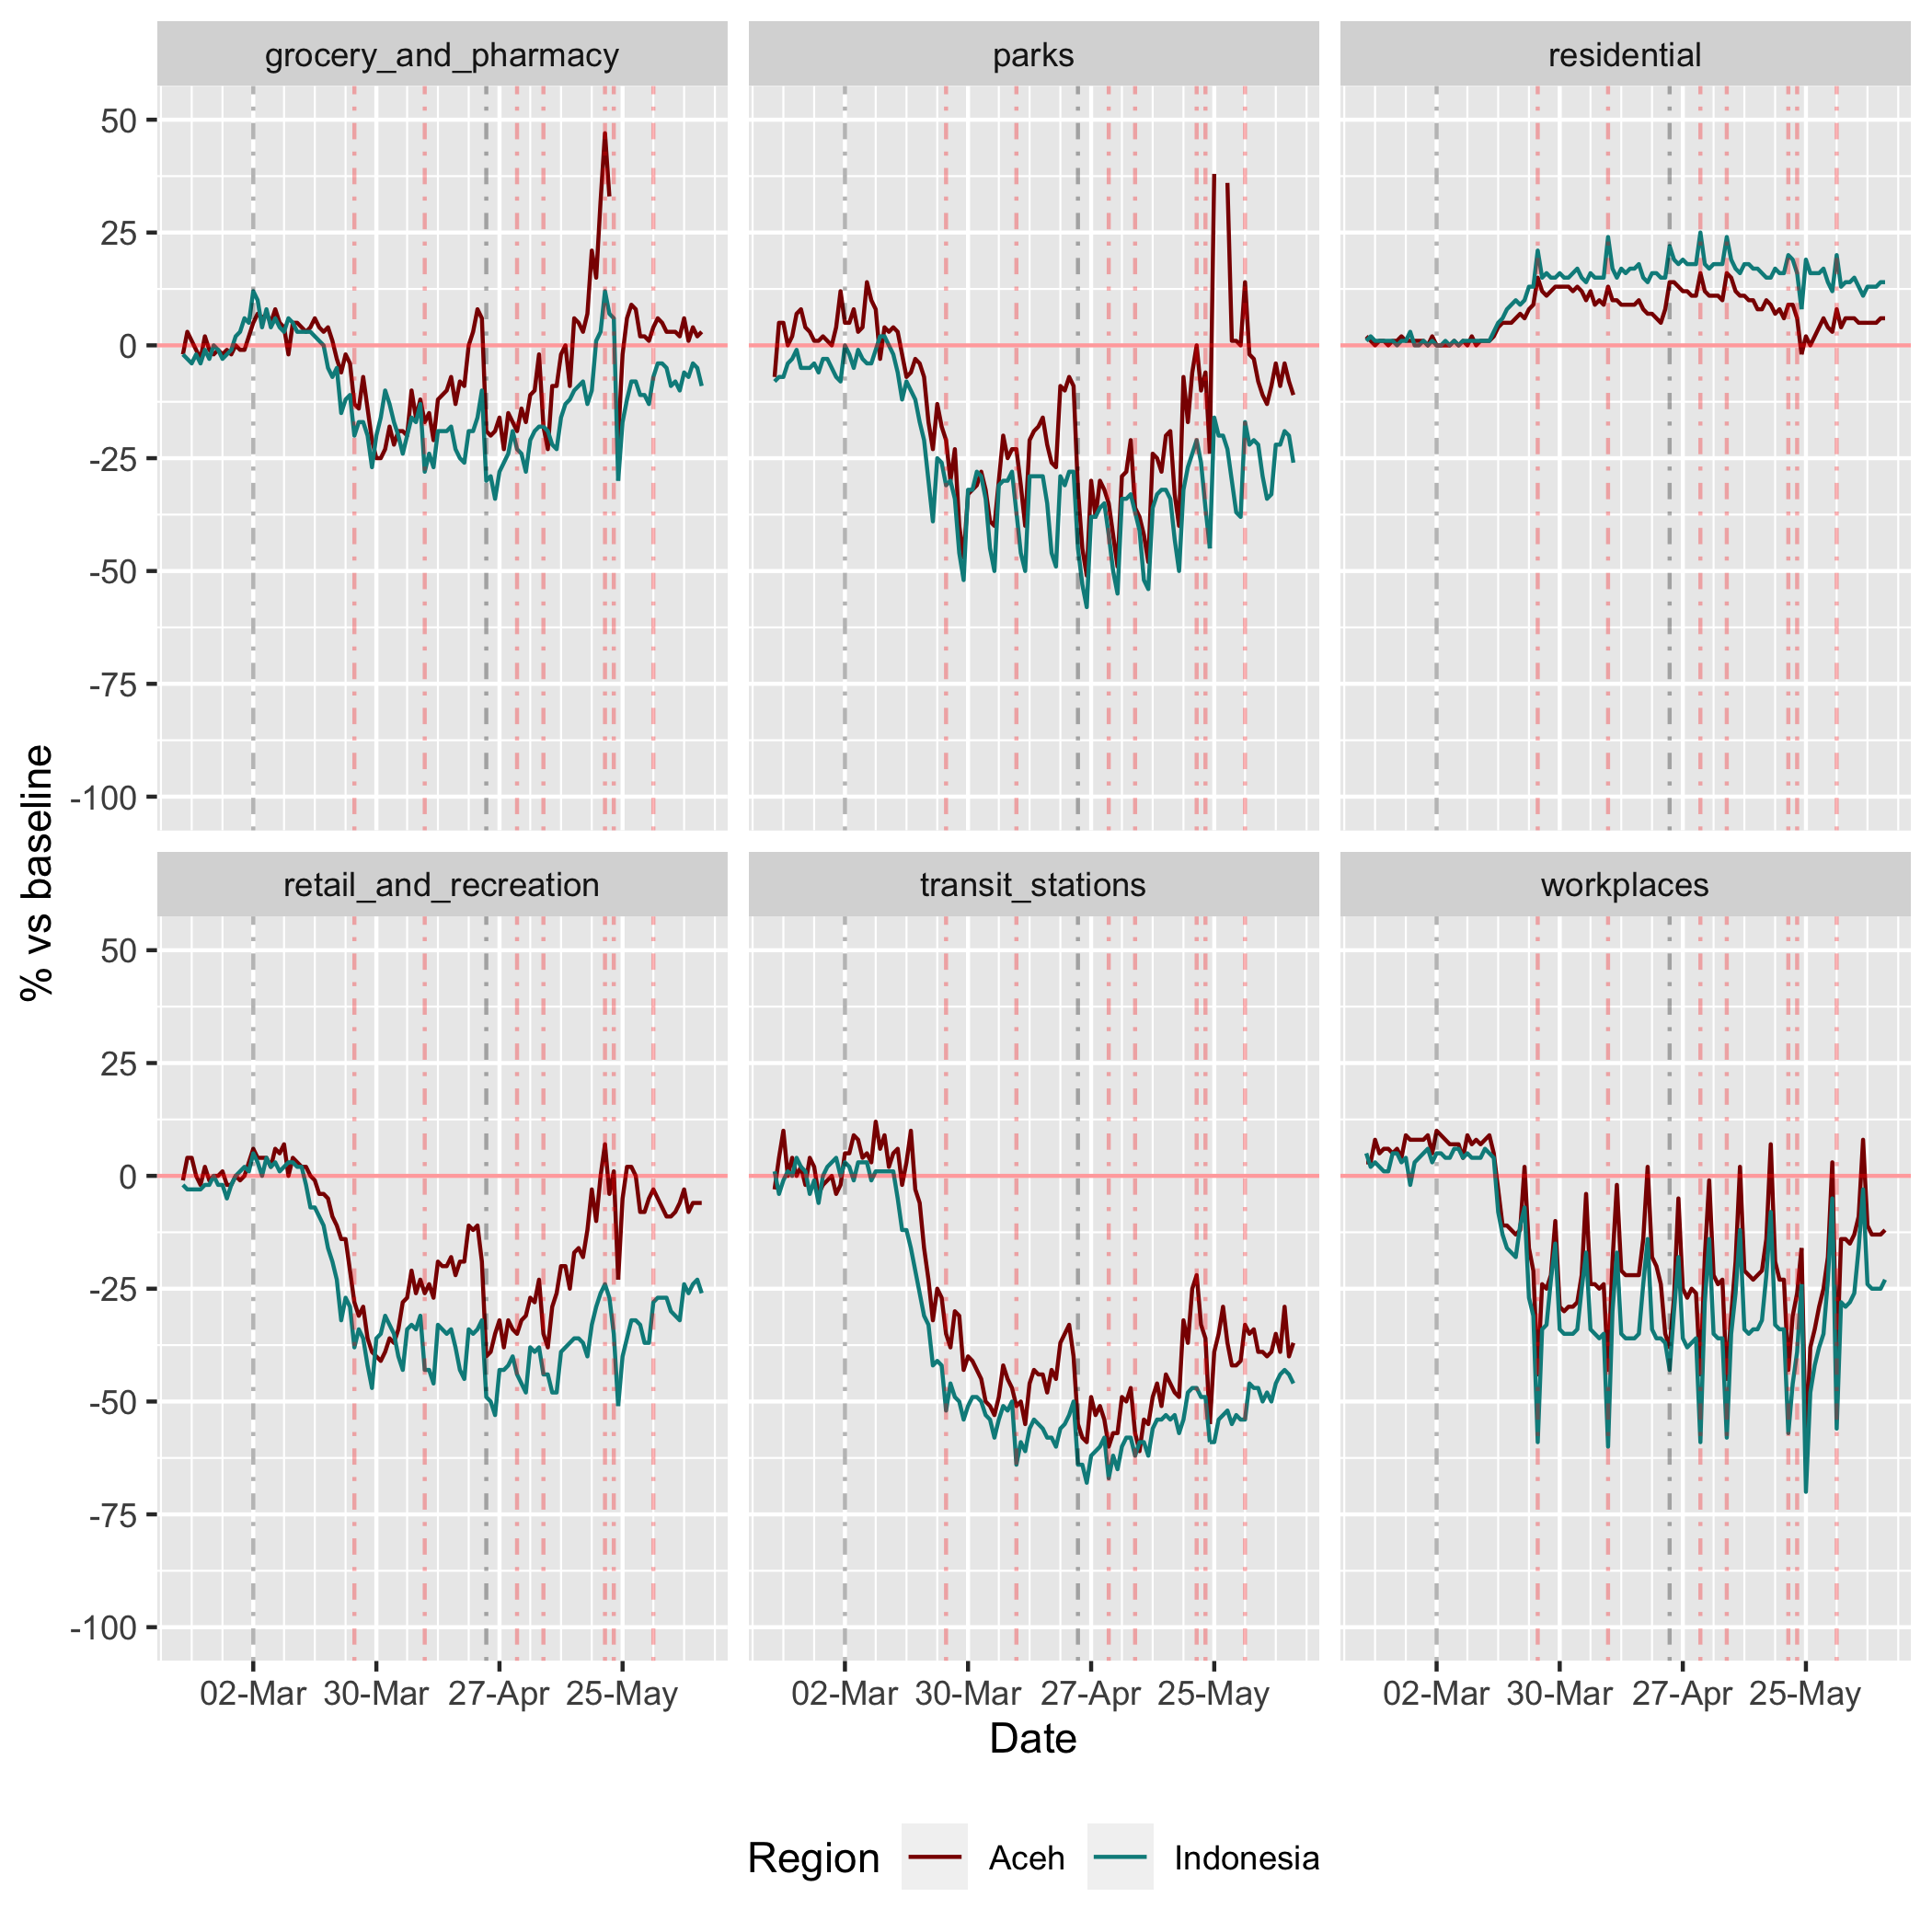 grocery_and_pharmacy parks residential
50
25
0
-25
-50
-75
-100
% vs baseline
retail_and_recreation transit_stations workplaces
50
25
0
-25
-50
-75
-100
02-Mar 30-Mar 27-Apr 25-May 02-Mar 30-Mar 27-Apr 25-May 02-Mar 30-Mar 27-Apr 25-May
Date
Region Aceh Indonesia